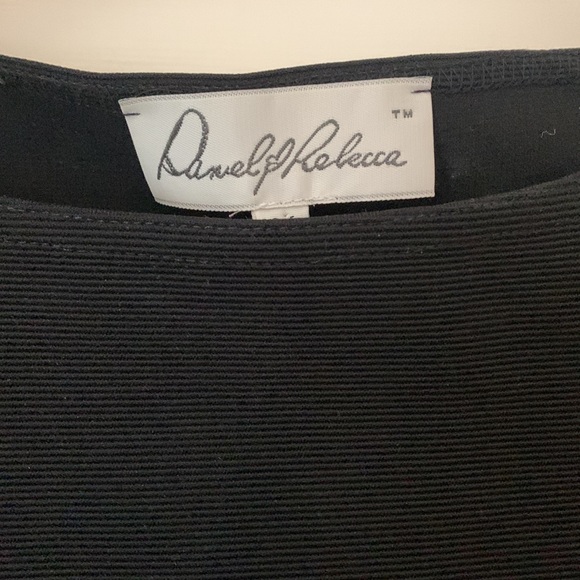 Daniel & Rebecca ™